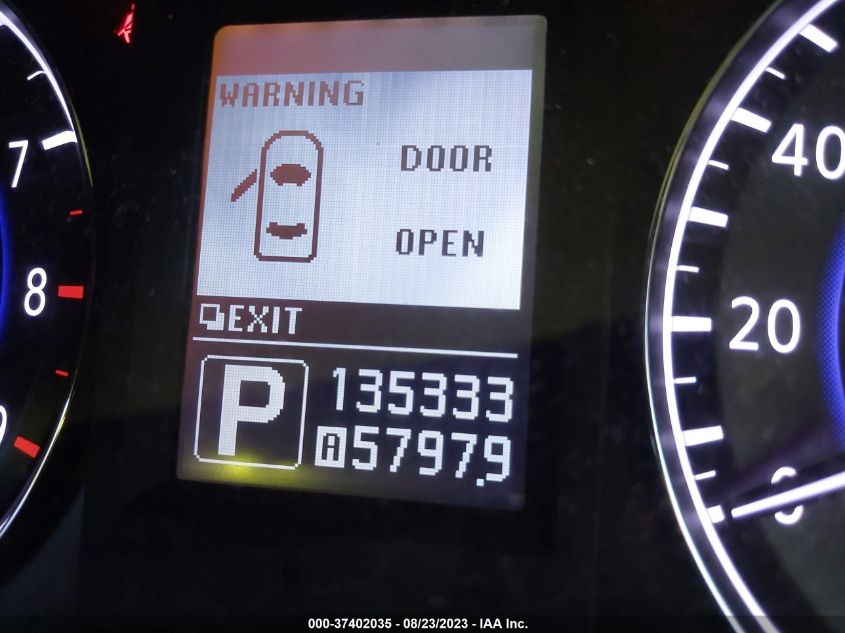 WARNING
DOOR
OPEN
EXIT
P
135333
A 5797.9
7
8
9
40
20
0
000-37402035 - 08/23/2023 - IAA Inc.